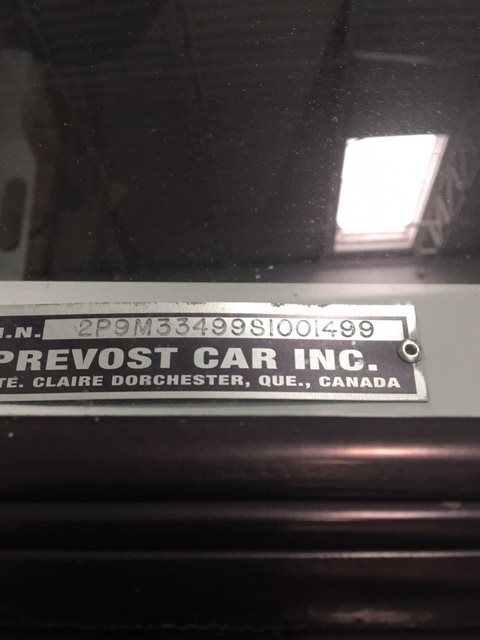 I.N. 2P9M33499S1001499
PREVOST CAR INC.
TE. CLAIRE DORCHESTER, QUE., CANADA